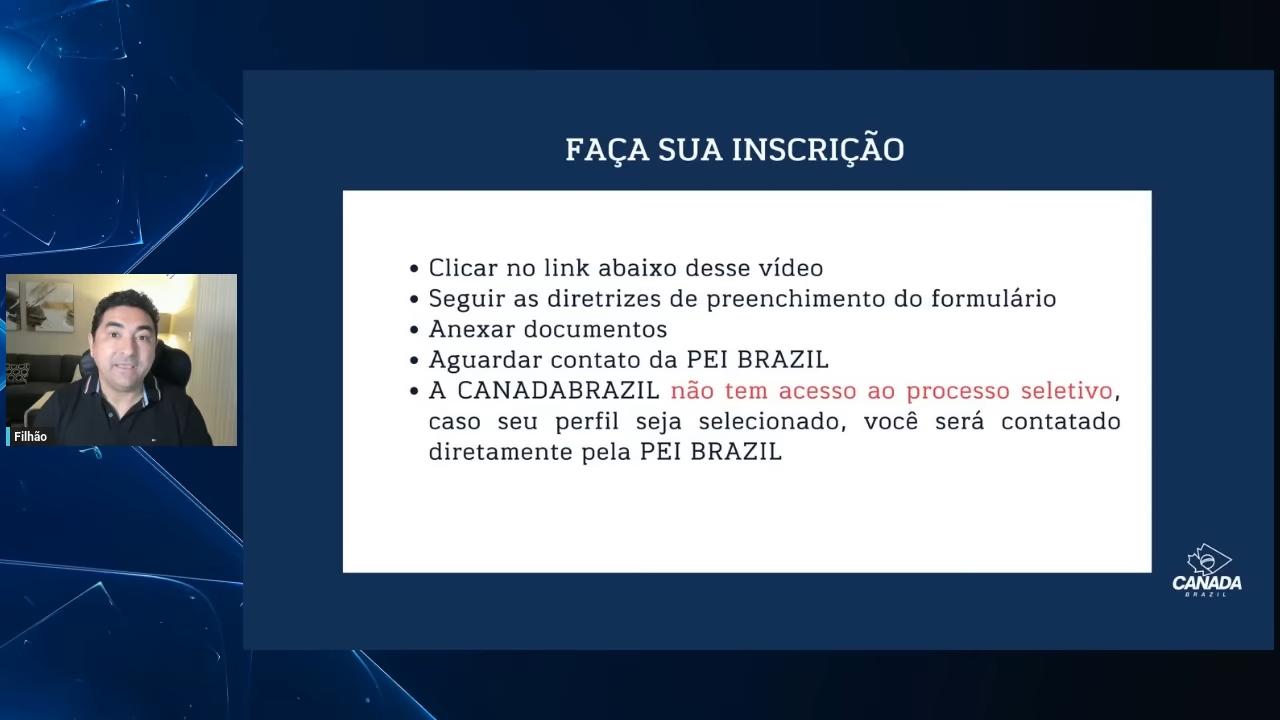 FAÇA SUA INSCRIÇÃO
• Clicar no link abaixo desse vídeo
• Seguir as diretrizes de preenchimento do formulário
• Anexar documentos
• Aguardar contato da PEI BRAZIL
• A CANADABRAZIL não tem acesso ao processo seletivo,
caso seu perfil seja selecionado, você será contatado
diretamente pela PEI BRAZIL
Filhão
CANADA
BRAZIL